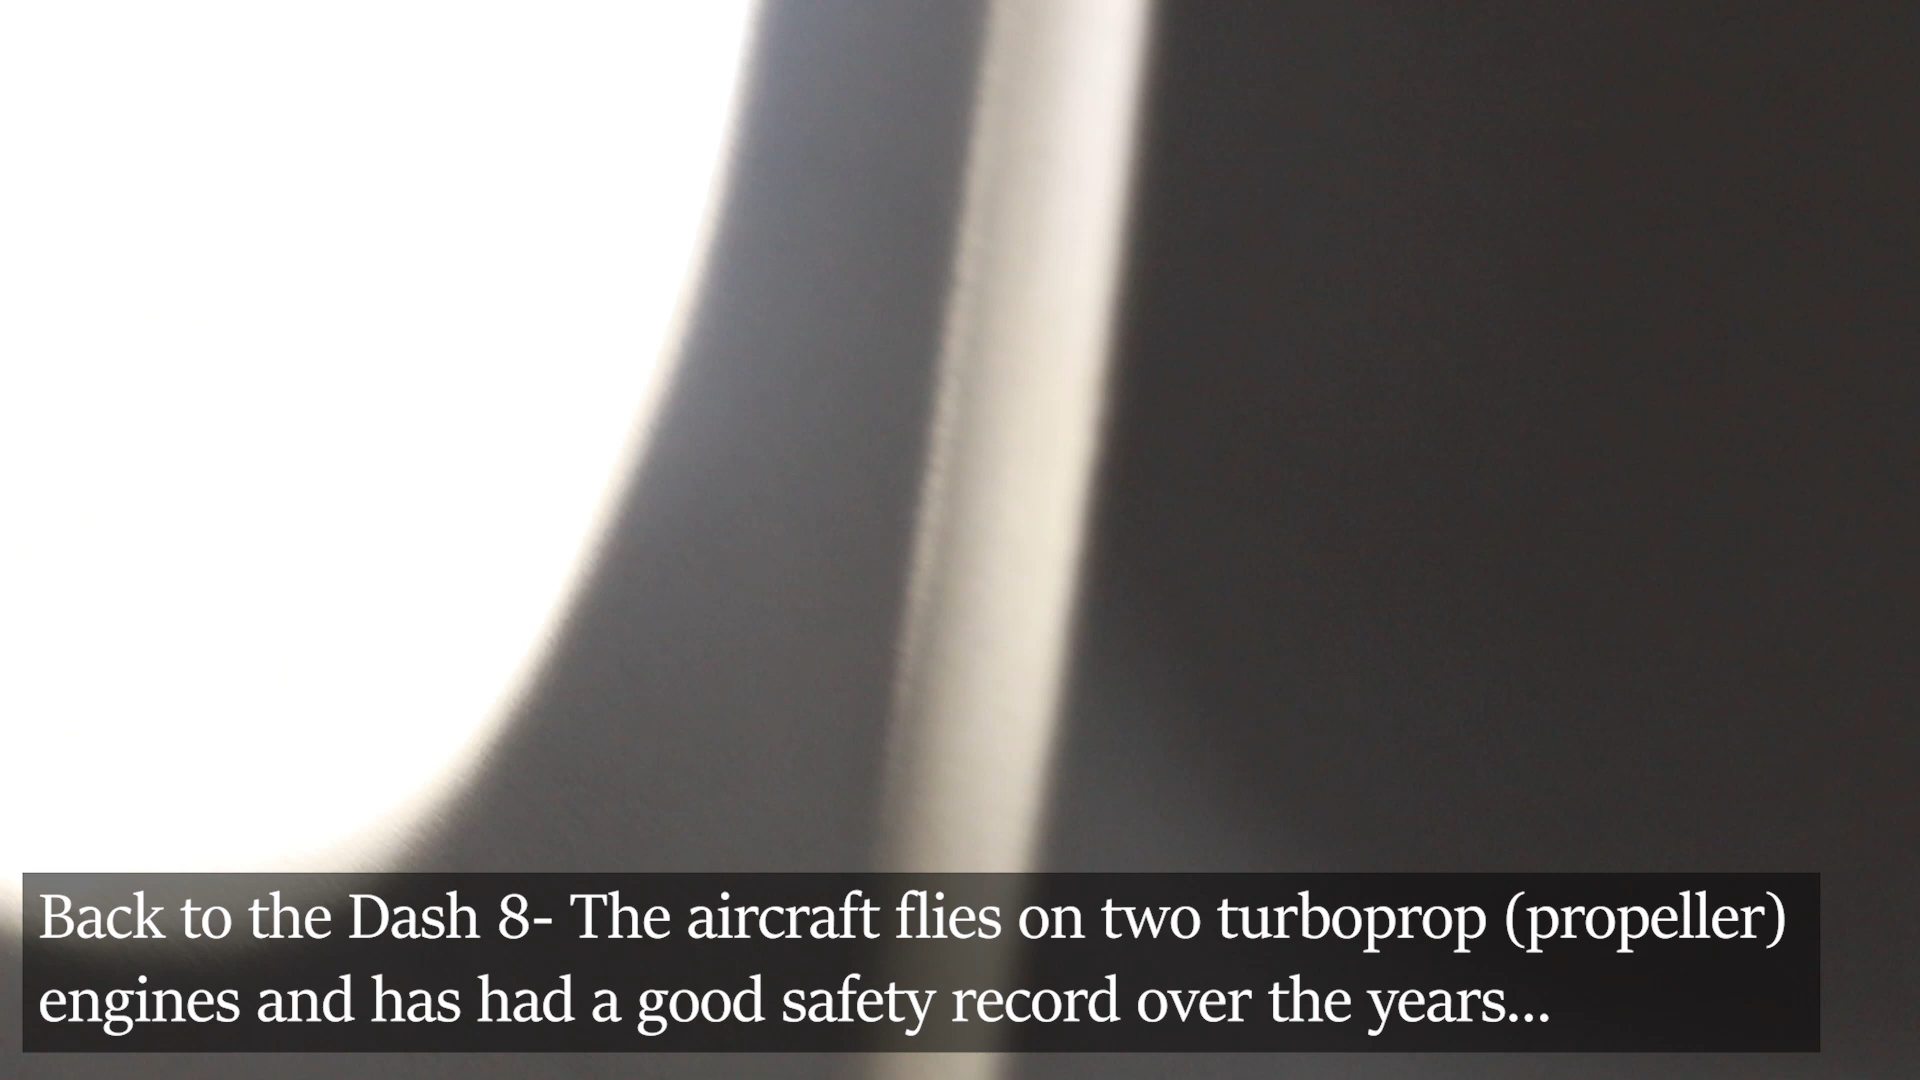 Back to the Dash 8- The aircraft flies on two turboprop (propeller)
engines and has had a good safety record over the years...